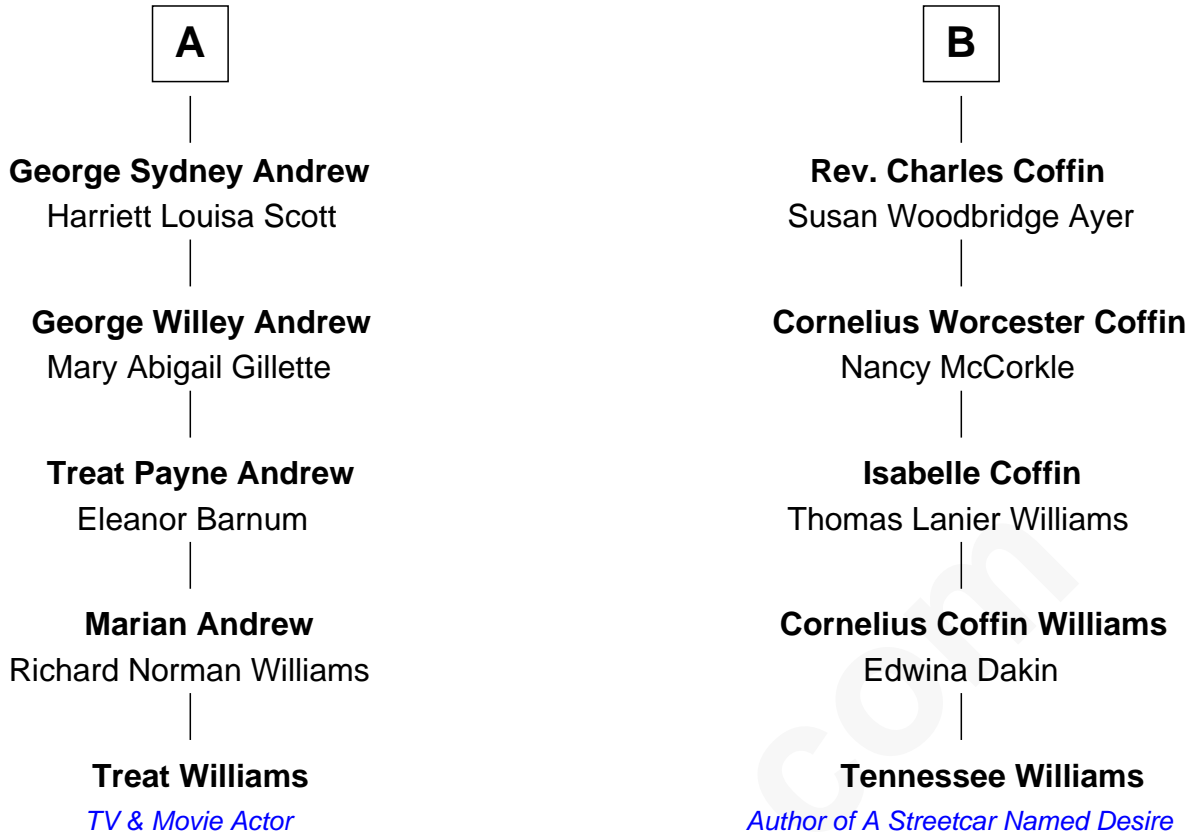 A
George Sydney Andrew
Harriett Louisa Scott
George Willey Andrew
Mary Abigail Gillette
Treat Payne Andrew
Eleanor Barnum
Marian Andrew
Richard Norman Williams
Treat Williams
TV & Movie Actor
B
Rev. Charles Coffin
Susan Woodbridge Ayer
Cornelius Worcester Coffin
Nancy McCorkle
Isabelle Coffin
Thomas Lanier Williams
Cornelius Coffin Williams
Edwina Dakin
Tennessee Williams
Author of A Streetcar Named Desire
com